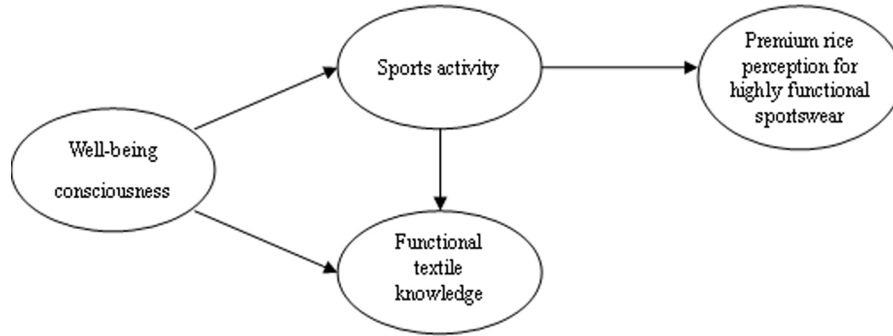 Well-being
consciousness
Sports activity
Functional
textile
knowledge
Premium rice
perception for
highly functional
sportswear